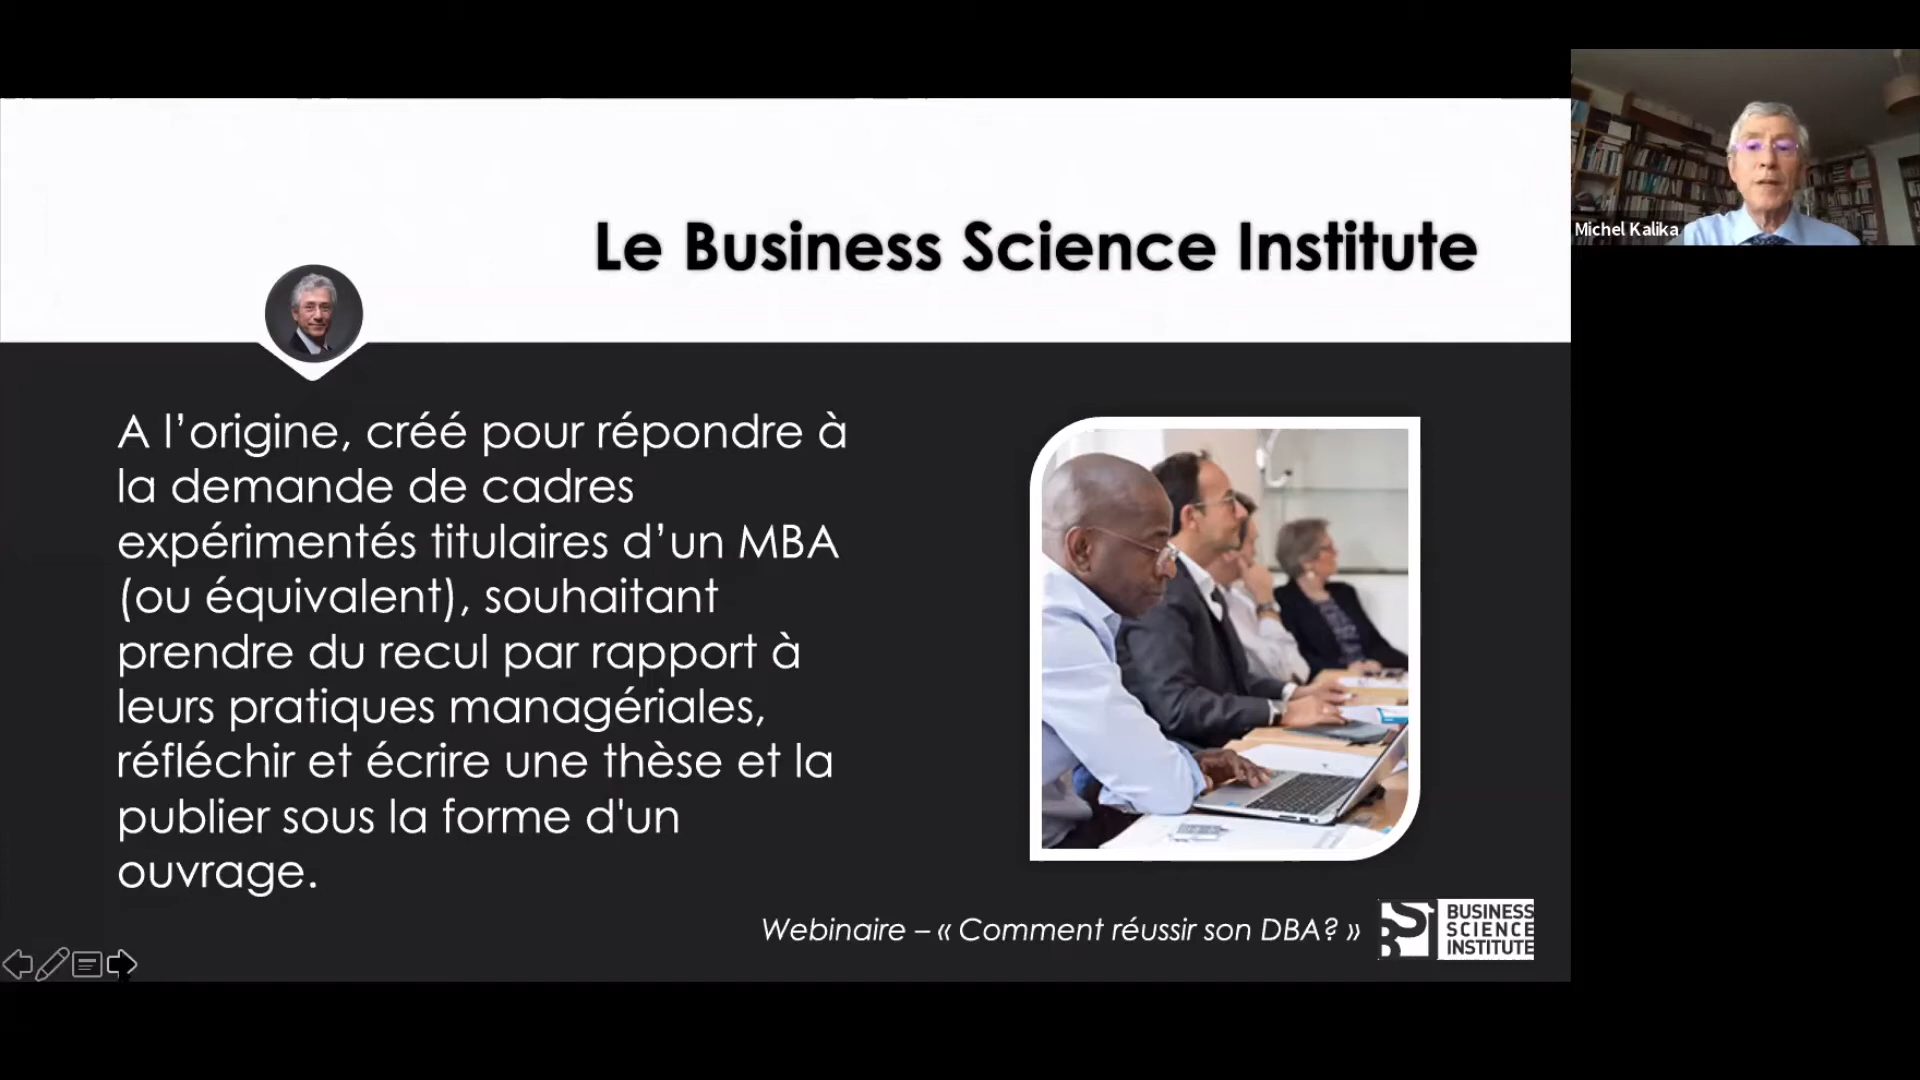 Le Business Science Institute
Michel Kalika
A l’origine, créé pour répondre à
la demande de cadres
expérimentés titulaires d’un MBA
(ou équivalent), souhaitant
prendre du recul par rapport à
leurs pratiques managériales,
réfléchir et écrire une thèse et la
publier sous la forme d'un
ouvrage.
Webinaire – « Comment réussir son DBA? »
BUSINESS
SCIENCE
INSTITUTE